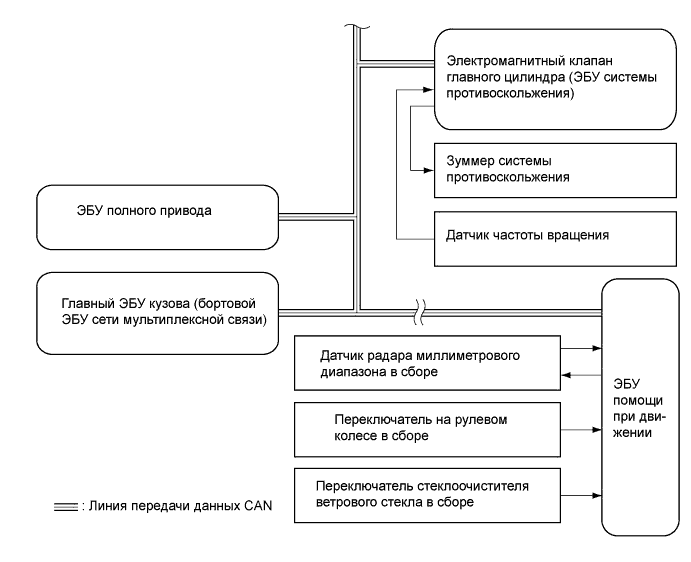 Электромагнитный клапан
главного цилиндра (ЭБУ системы
противоскольжения)
Зуммер системы
противоскольжения
ЭБУ полного привода
Датчик частоты вращения
Главный ЭБУ кузова (бортовой
ЭБУ сети мультиплексной связи)
Датчик радара миллиметрового
диапазона в сборе
ЭБУ
помощи
при дви-
жении
Переключатель на рулевом
колесе в сборе
Переключатель стеклоочистителя
ветрового стекла в сборе
: Линия передачи данных CAN